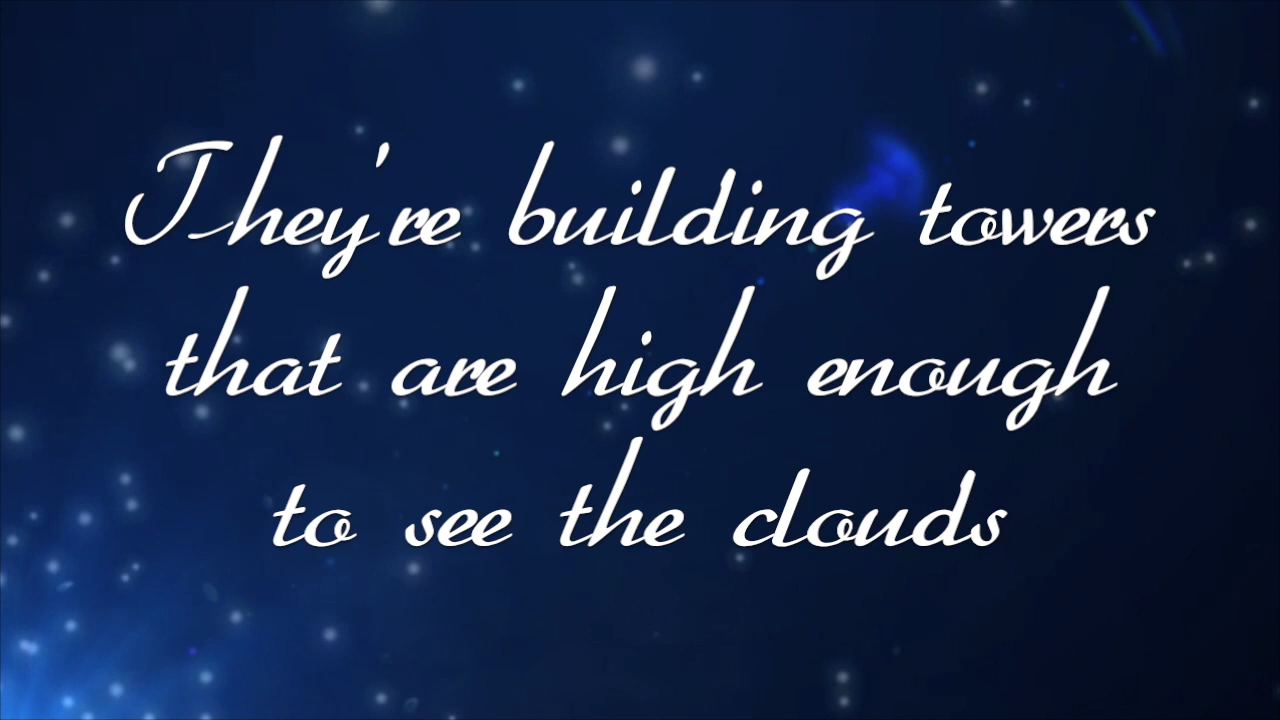 They're building towers
that are high enough
to see the clouds